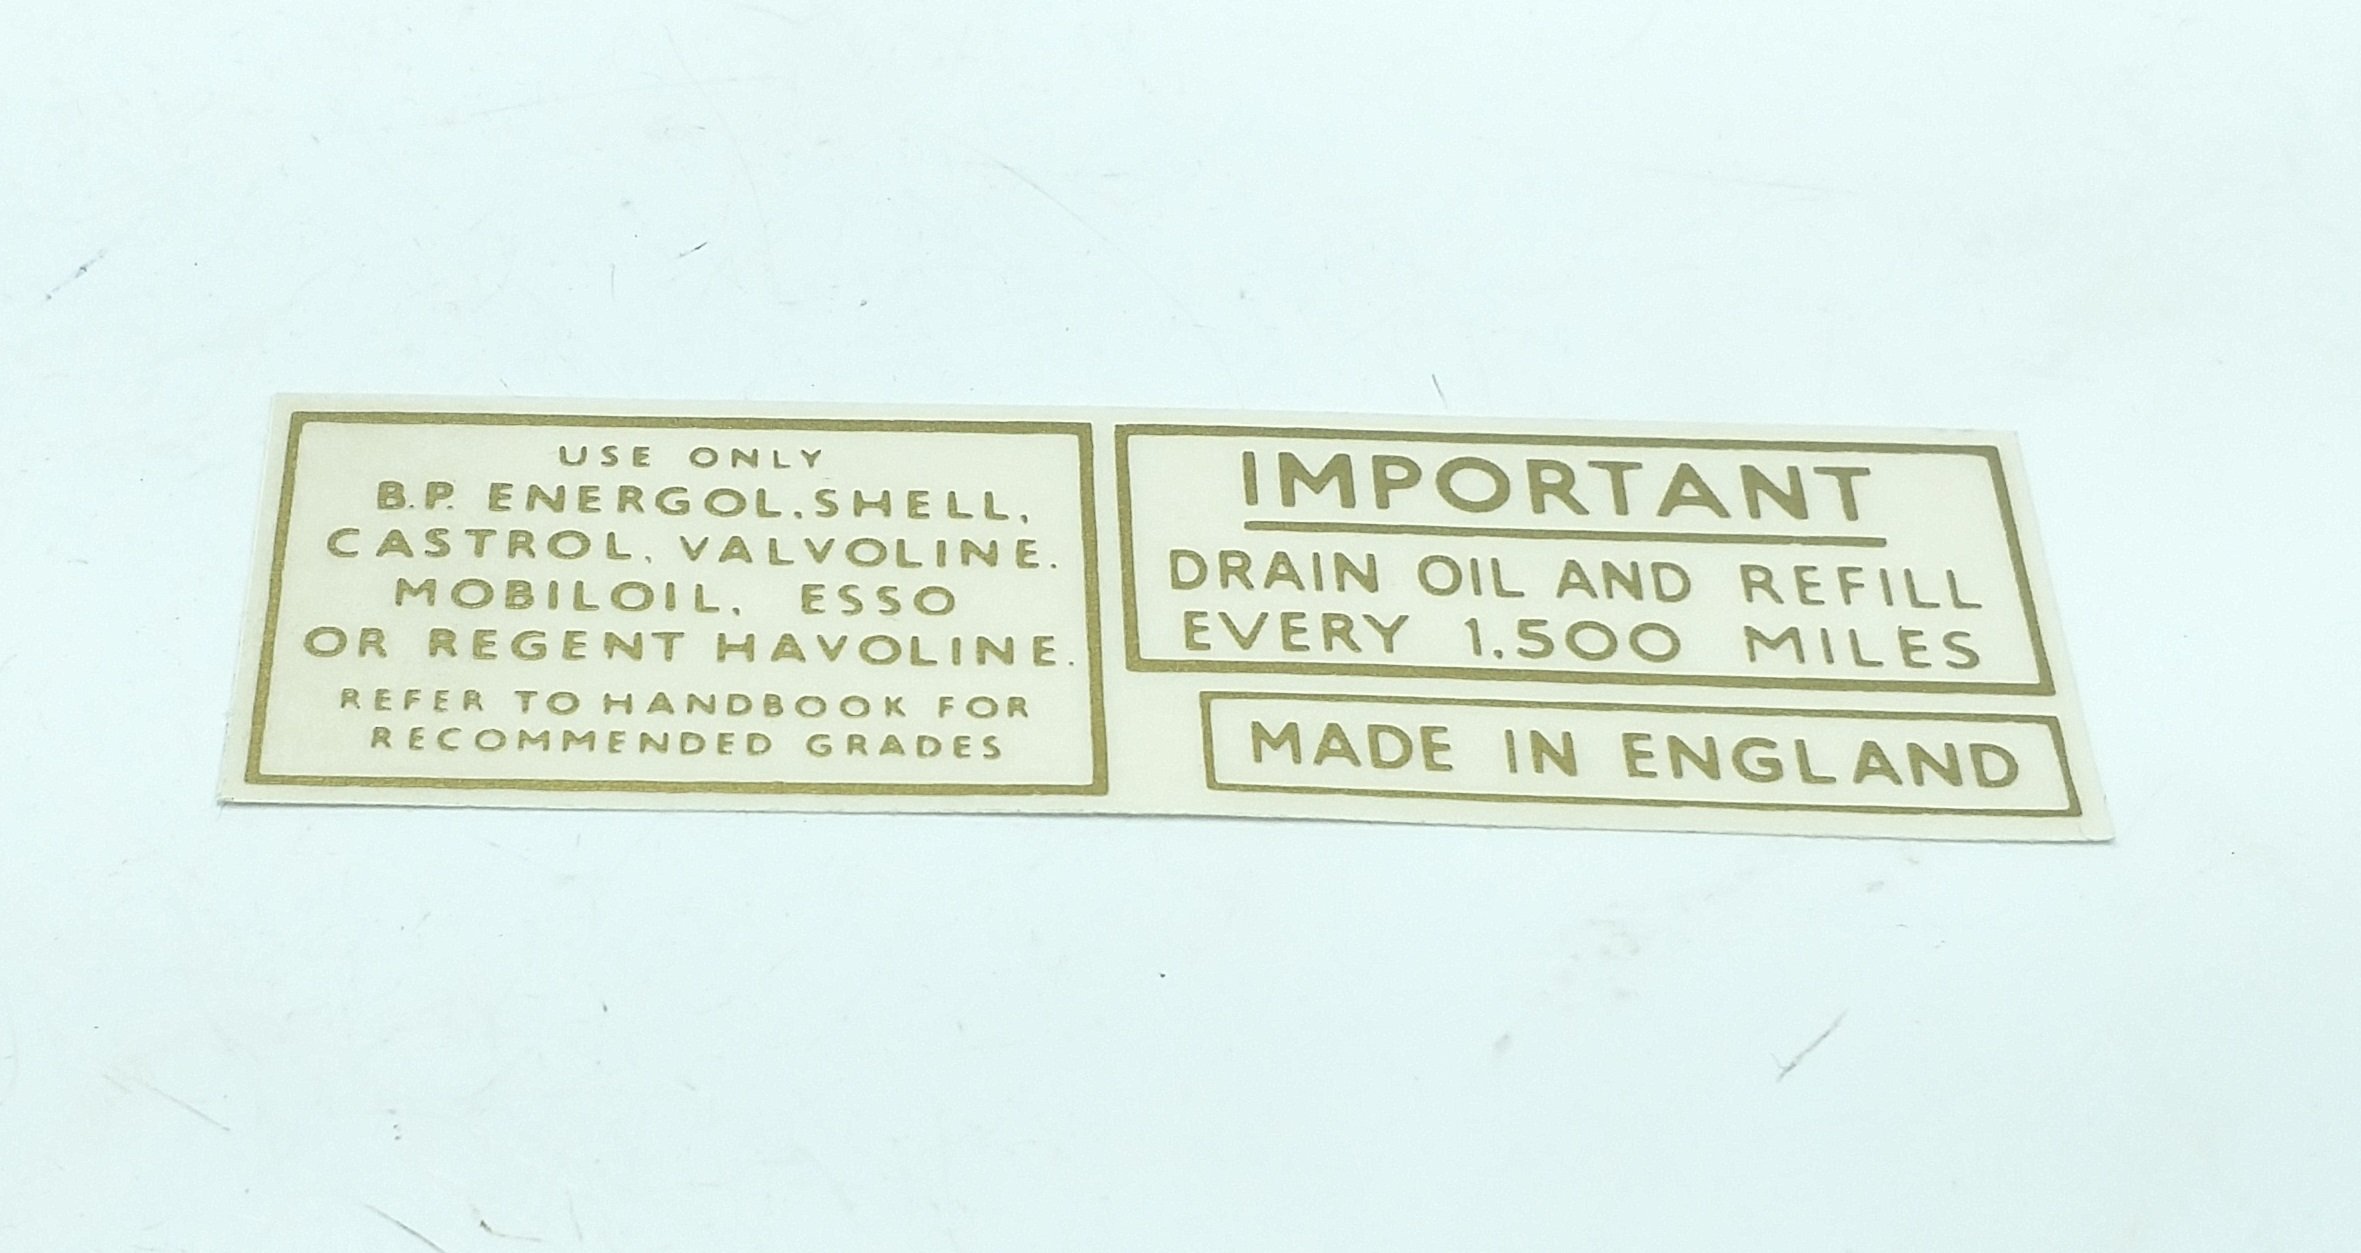 USE ONLY
B.P. ENERGOL. SHELL.
CASTROL. VALVOLINE.
MOBILOIL. ESSO
OR REGENT HAVOLINE.
REFER TO HANDBOOK FOR
RECOMMENDED GRADES
IMPORTANT
DRAIN OIL AND REFILL
EVERY 1.500 MILES
MADE IN ENGLAND